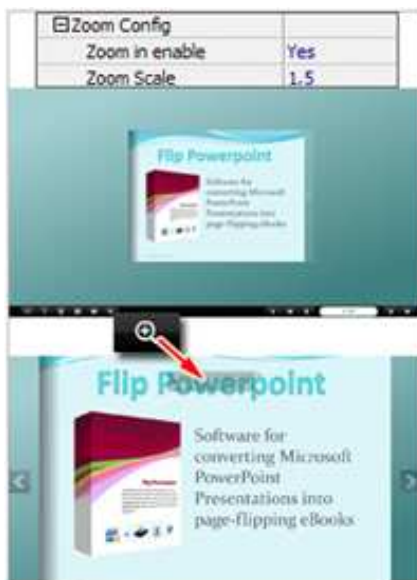 Zoom Config
Zoom in enable Yes
Zoom Scale 1.5
Flip Powerpoint
Software for
converting Microsoft
PowerPoint
Presentations into
page-flipping eBooks
Flip Powerpoint
Software for
converting Microsoft
PowerPoint
Presentations into
page-flipping eBooks